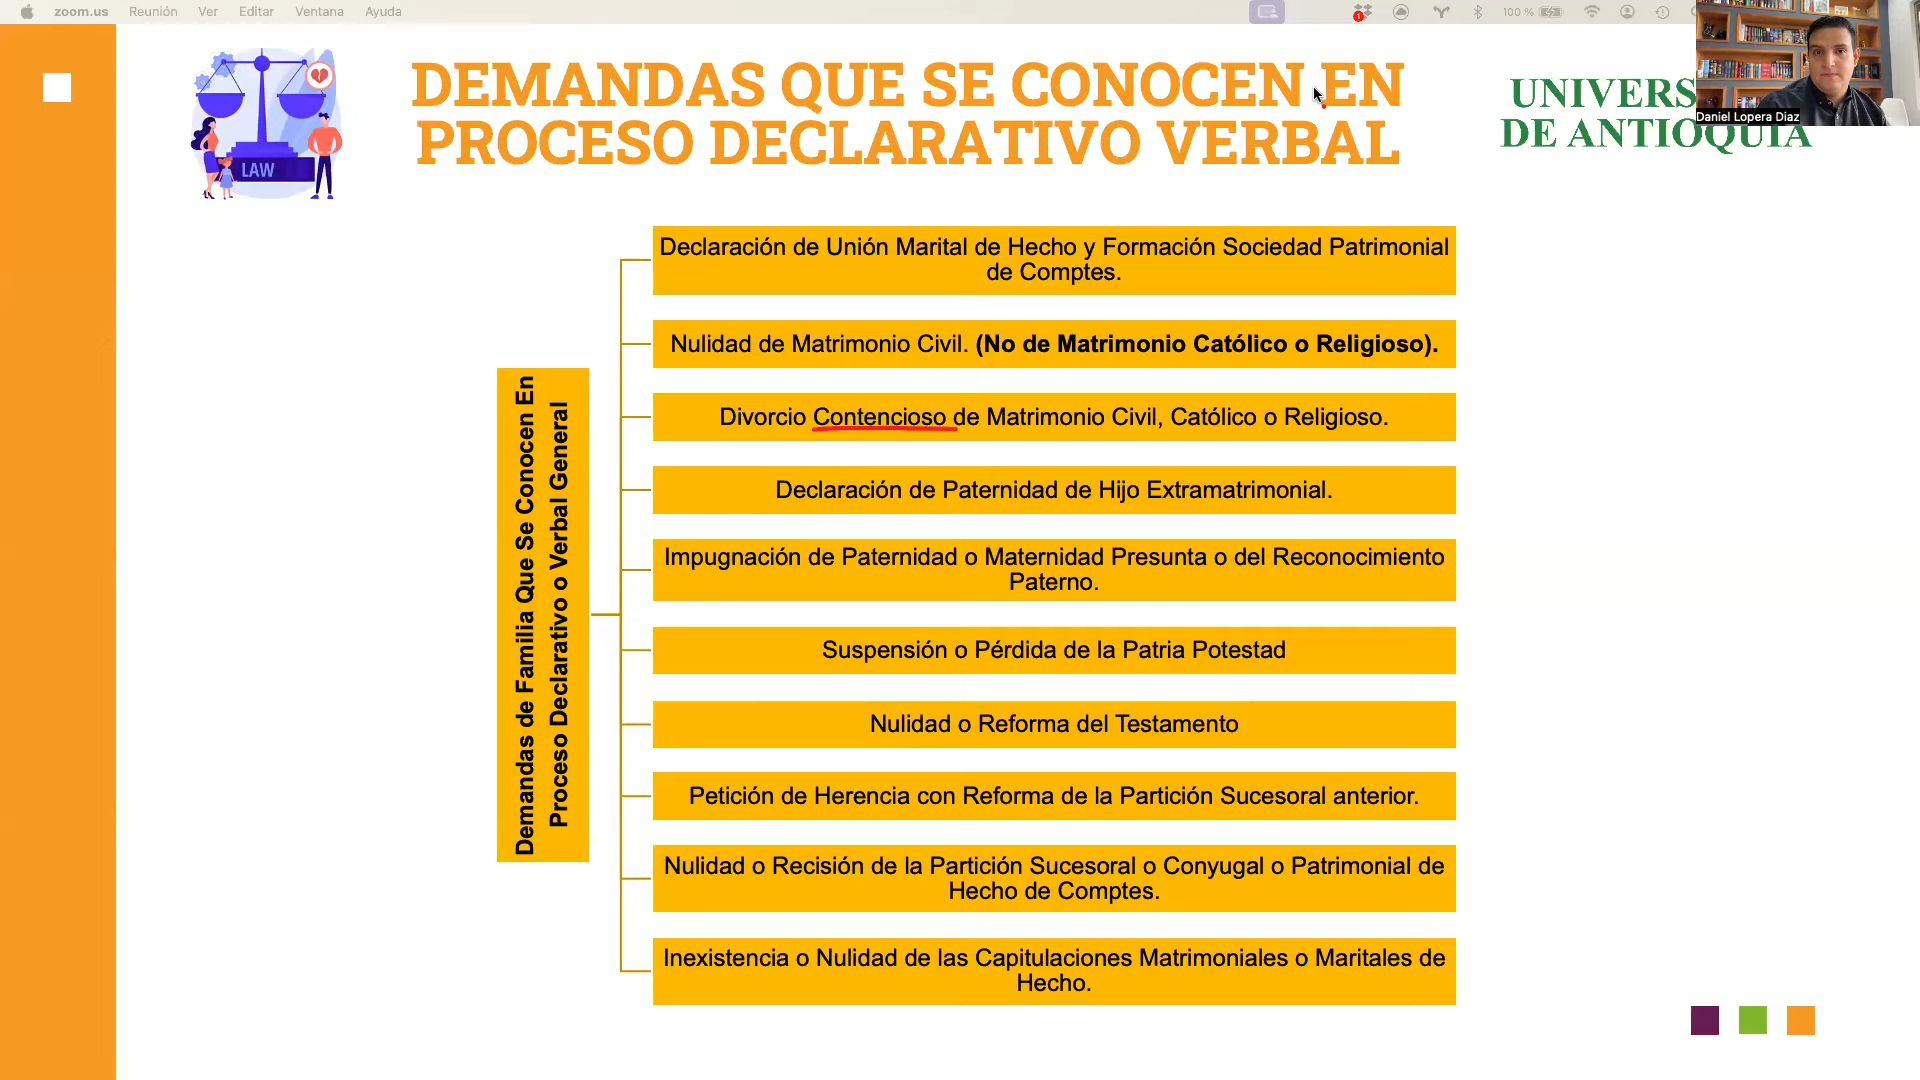 zoom.us Reunión Ver Editar Ventana Ayuda
1
100 %
LAW
DEMANDAS QUE SE CONOCEN EN
PROCESO DECLARATIVO VERBAL
UNIVERS
DE ANTIOQUIA
Daniel Lopera Diaz
Demandas de Familia Que Se Conocen En
Proceso Declarativo o Verbal General
Declaración de Unión Marital de Hecho y Formación Sociedad Patrimonial
de Comptes.
Nulidad de Matrimonio Civil. (No de Matrimonio Católico o Religioso).
Divorcio Contencioso de Matrimonio Civil, Católico o Religioso.
Declaración de Paternidad de Hijo Extramatrimonial.
Impugnación de Paternidad o Maternidad Presunta o del Reconocimiento
Paterno.
Suspensión o Pérdida de la Patria Potestad
Nulidad o Reforma del Testamento
Petición de Herencia con Reforma de la Partición Sucesoral anterior.
Nulidad o Recisión de la Partición Sucesoral o Conyugal o Patrimonial de
Hecho de Comptes.
Inexistencia o Nulidad de las Capitulaciones Matrimoniales o Maritales de
Hecho.